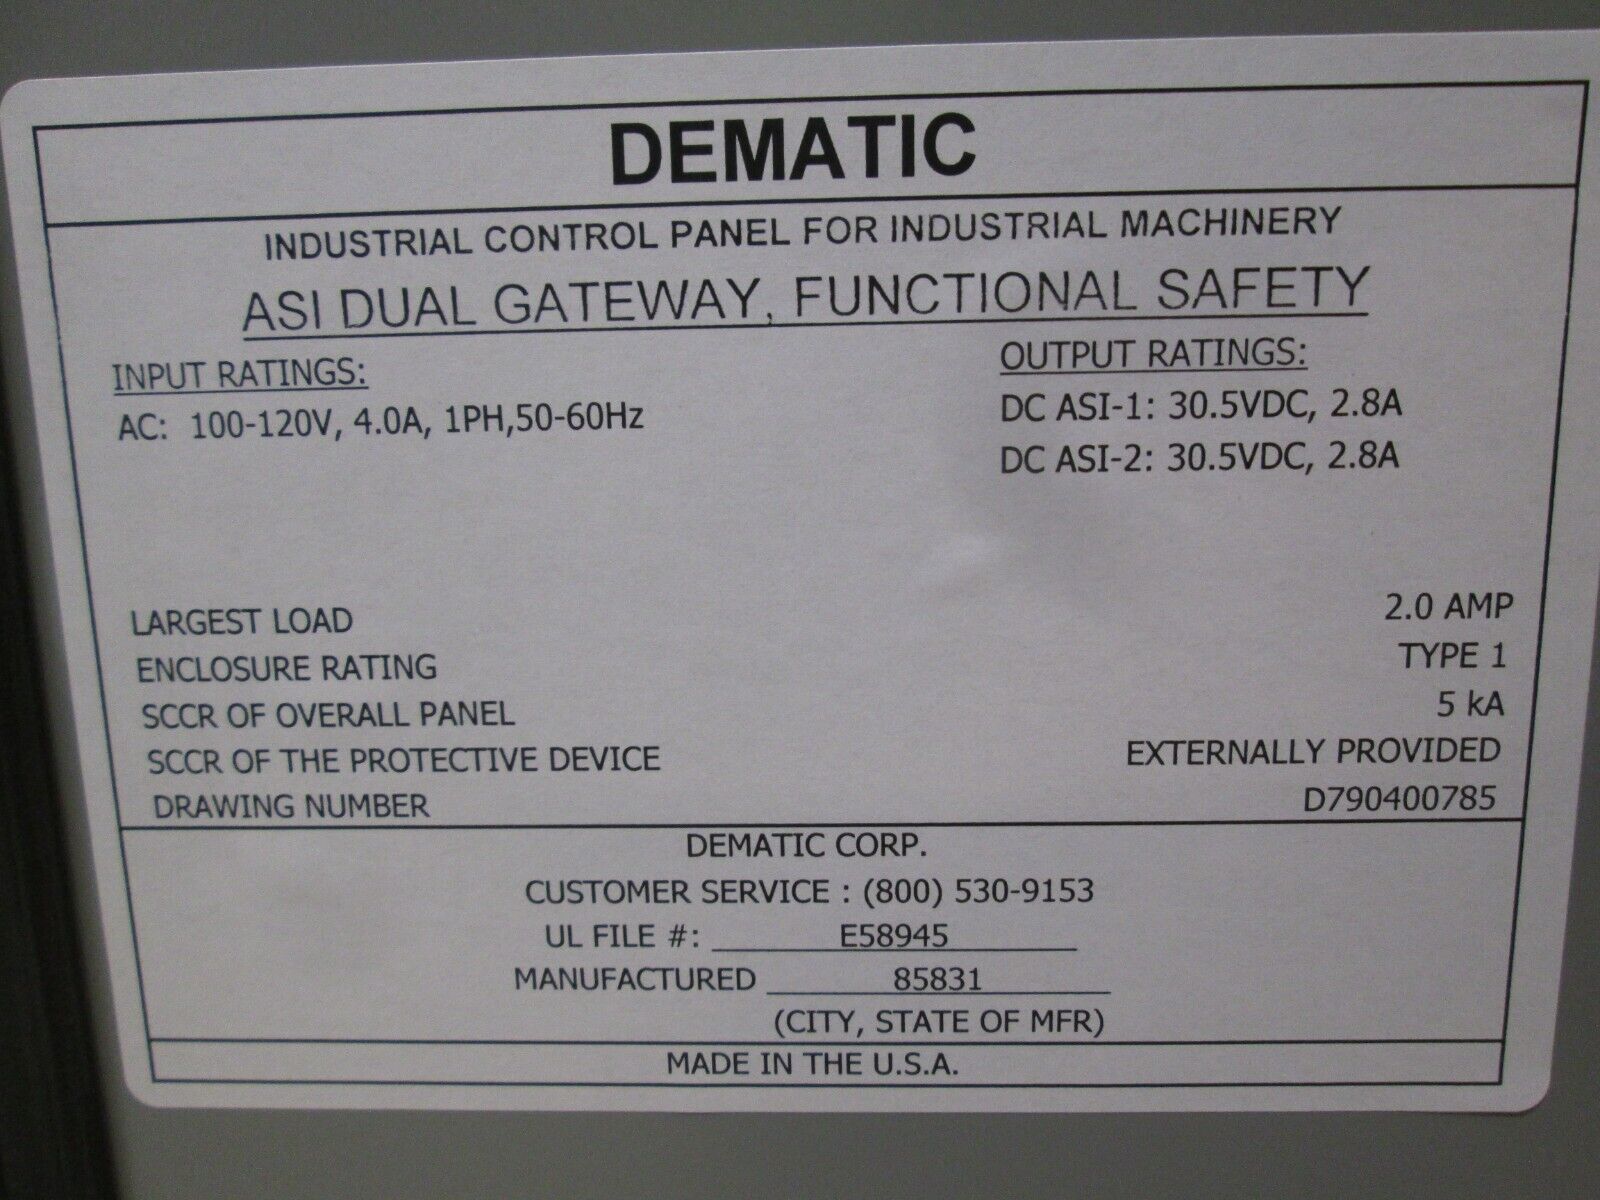 DEMATIC
INDUSTRIAL CONTROL PANEL FOR INDUSTRIAL MACHINERY
ASI DUAL GATEWAY, FUNCTIONAL SAFETY
INPUT RATINGS:
AC: 100-120V, 4.0A, 1PH,50-60Hz
OUTPUT RATINGS:
DC ASI-1: 30.5VDC, 2.8A
DC ASI-2: 30.5VDC, 2.8A
LARGEST LOAD 2.0 AMP
ENCLOSURE RATING TYPE 1
SCCR OF OVERALL PANEL 5 kA
SCCR OF THE PROTECTIVE DEVICE EXTERNALLY PROVIDED
DRAWING NUMBER D790400785
DEMATIC CORP.
CUSTOMER SERVICE : (800) 530-9153
UL FILE #: E58945
MANUFACTURED 85831
(CITY, STATE OF MFR)
MADE IN THE U.S.A.